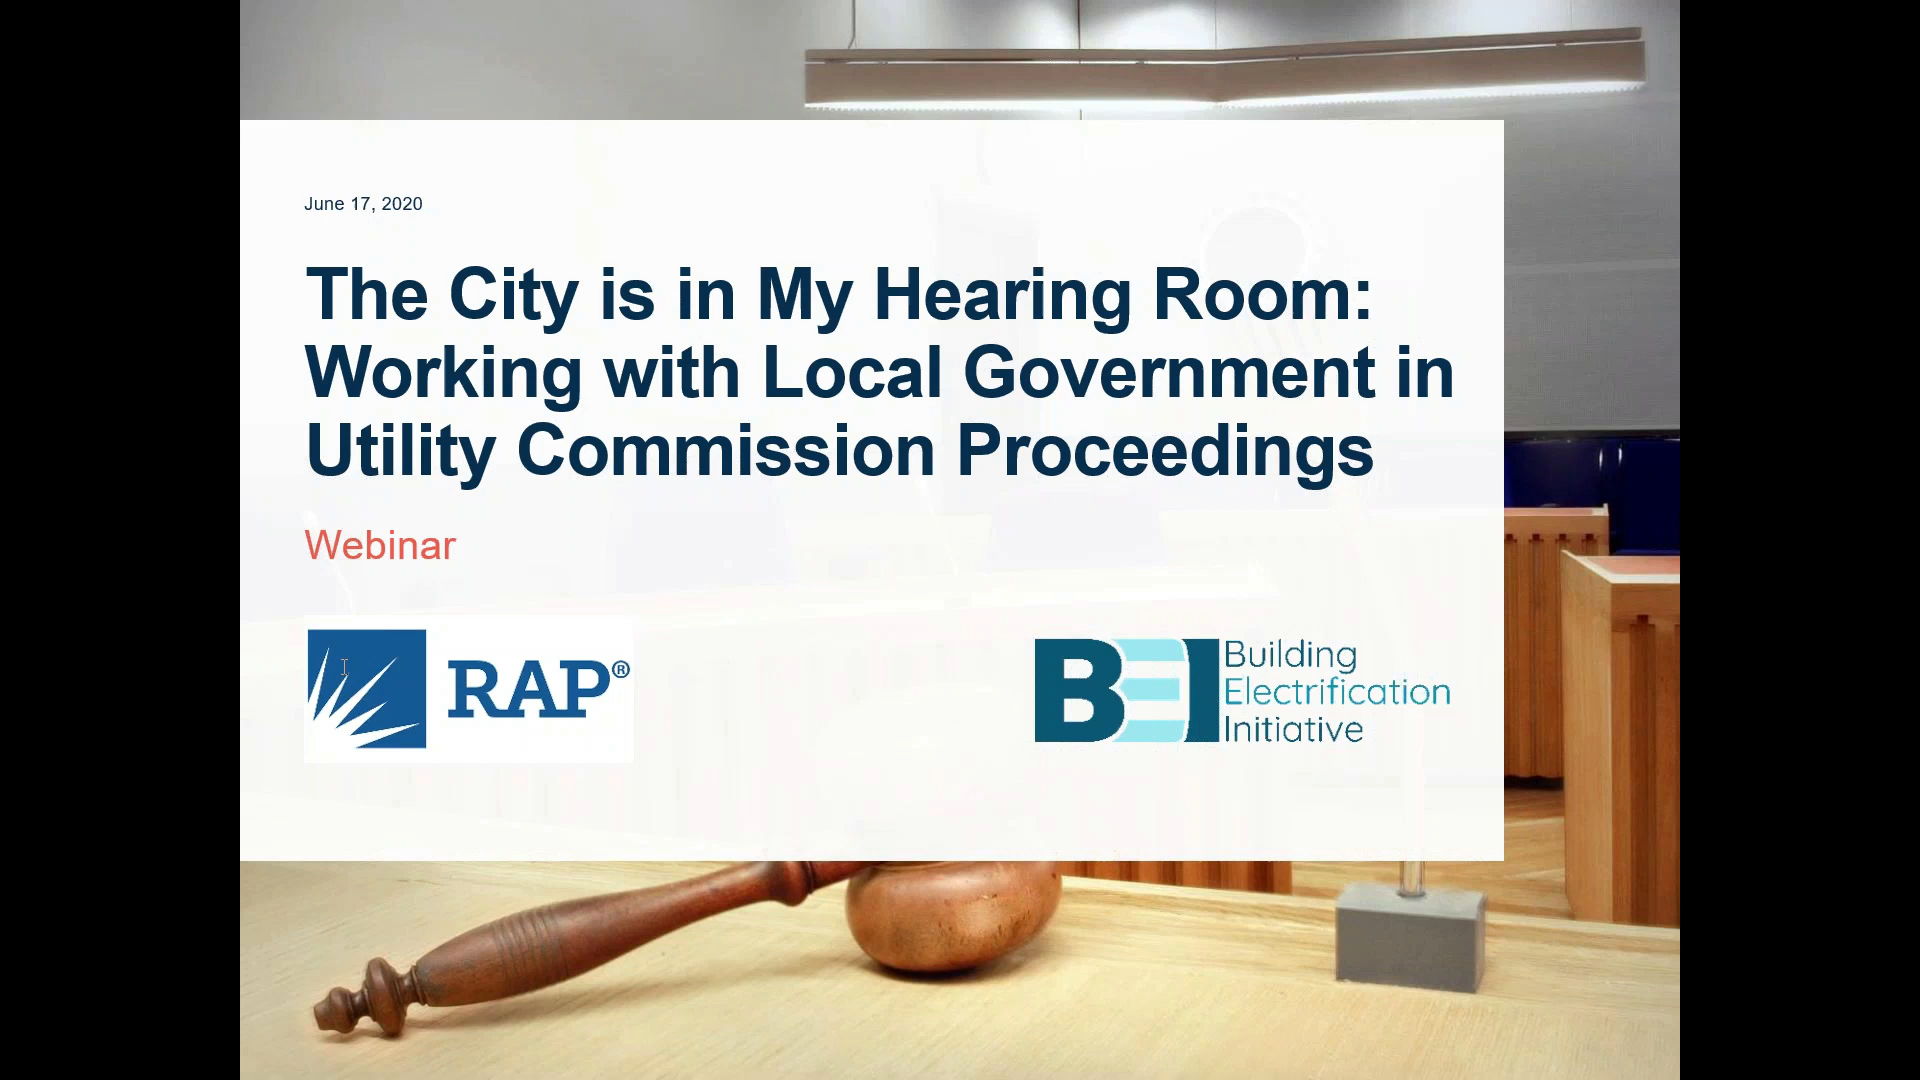 June 17, 2020
The City is in My Hearing Room:
Working with Local Government in
Utility Commission Proceedings
Webinar
RAP®
BEI
Building
Electrification
Initiative